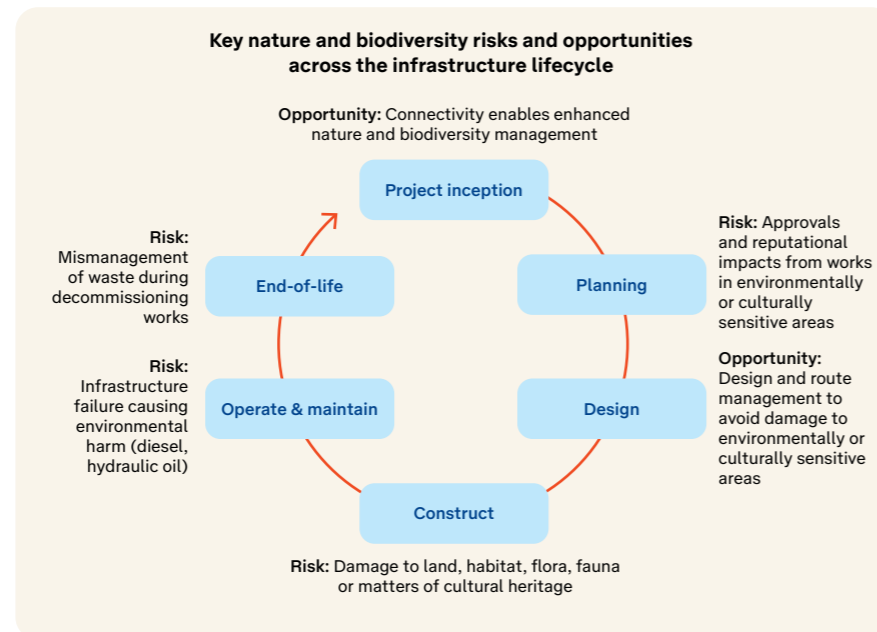 Key nature and biodiversity risks and opportunities
across the infrastructure lifecycle
Opportunity: Connectivity enables enhanced
nature and biodiversity management
Project inception
Risk: Approvals
and reputational
impacts from works
in environmentally
or culturally
sensitive areas
Planning
Opportunity:
Design and route
management to
avoid damage to
environmentally or
culturally sensitive
areas
Design
Construct
Risk: Damage to land, habitat, flora, fauna
or matters of cultural heritage
Operate & maintain
Risk:
Infrastructure
failure causing
environmental
harm (diesel,
hydraulic oil)
End-of-life
Risk:
Mismanagement
of waste during
decommissioning
works